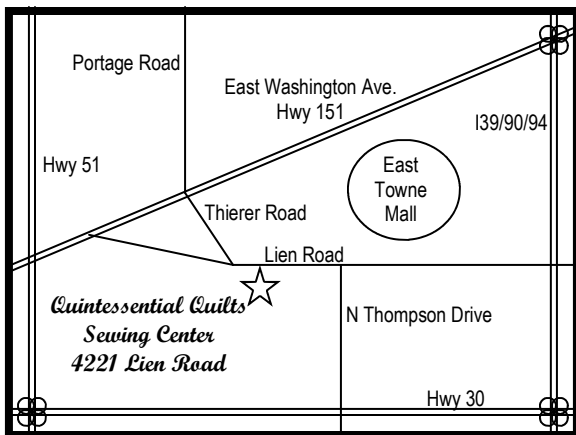 Portage Road
East Washington Ave.
Hwy 151
I39/90/94
Hwy 51
East
Towne
Mall
Thierer Road
Lien Road
Quintessential Quilts
Sewing Center
4221 Lien Road
N Thompson Drive
Hwy 30